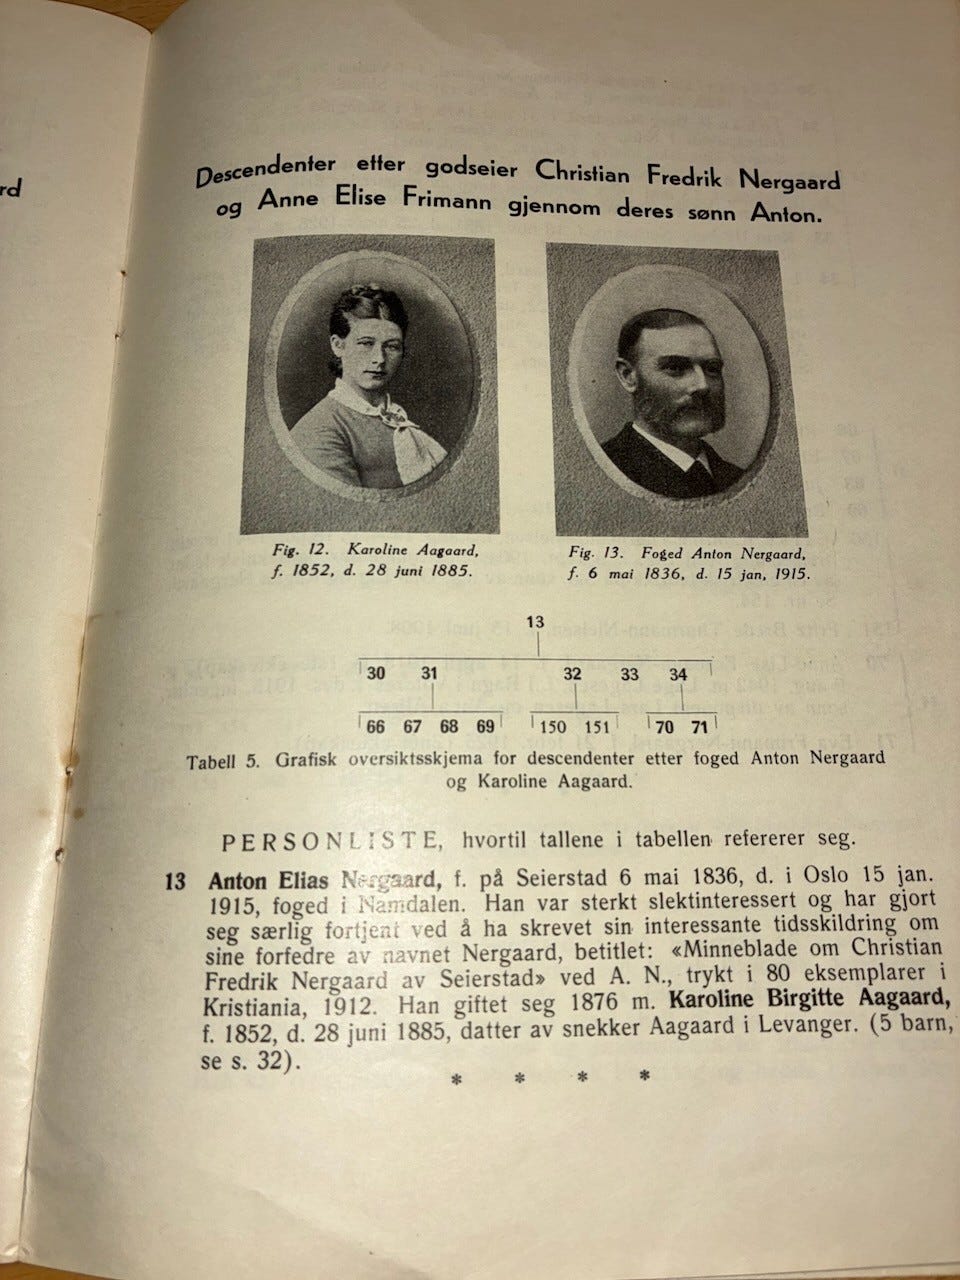 rd
Descendenter etter godseier Christian Fredrik Nergaard
og Anne Elise Frimann gjennom deres sønn Anton.
Fig. 12. Karoline Aagaard,
f. 1852, d. 28 juni 1885.
Fig. 13. Foged Anton Nergaard,
f. 6 mai 1836, d. 15 jan, 1915.
13
30 31 32 33 34
66 67 68 69 150 151 70 71
Tabell 5. Grafisk oversiktsskjema for descendenter etter foged Anton Nergaard
og Karoline Aagaard.
PERSONLISTE, hvortil tallene i tabellen refererer seg.
13 Anton Elias Nergaard, f. på Seierstad 6 mai 1836, d. i Oslo 15 jan.
1915, foged i Namdalen. Han var sterkt slektinteressert og har gjort
seg særlig fortjent ved å ha skrevet sin interessante tidsskildring om
sine forfedre av navnet Nergaard, betitlet: «Minneblade om Christian
Fredrik Nergaard av Seierstad» ved A. N., trykt i 80 eksemplarer i
Kristiania, 1912. Han giftet seg 1876 m. Karoline Birgitte Aagaard,
f. 1852, d. 28 juni 1885, datter av snekker Aagaard i Levanger. (5 barn,
se s. 32).
* * * *